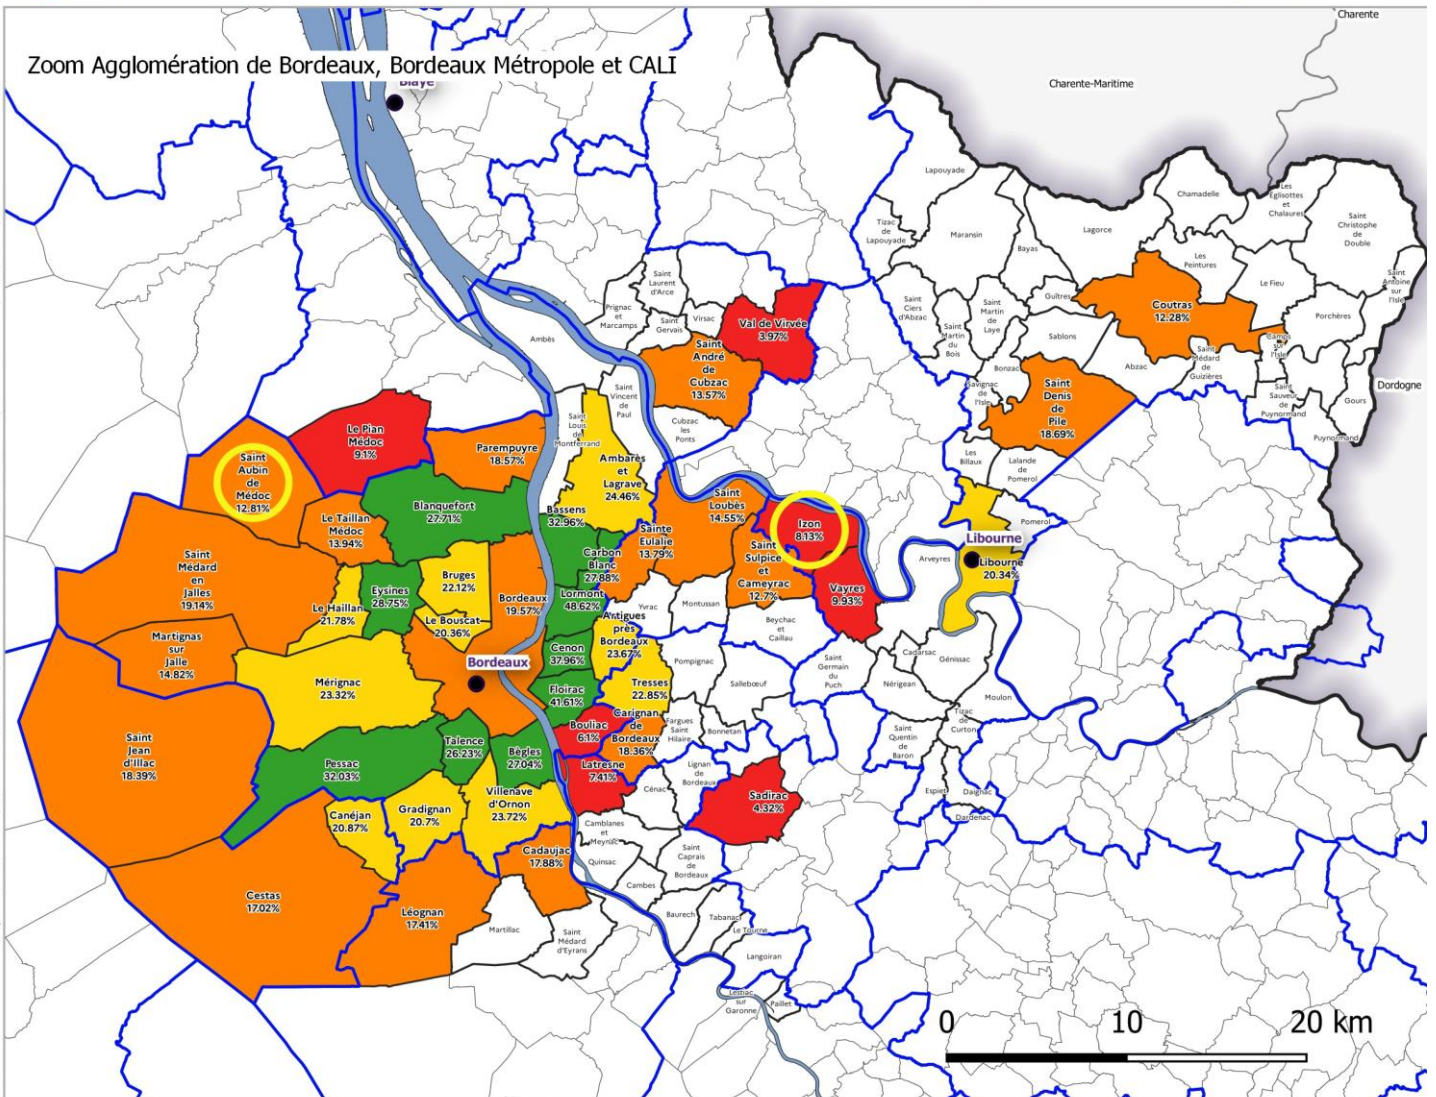 Charente
Charente-Maritime
Zoom Agglomération de Bordeaux, Bordeaux Métropole et CALI
Blaye
Lapouyade
Chamadelle
Les
Eglisottes
et
Chalaures
Saint
Christophe
de
Double
Tizac
de
Lapouyade
Maransin
Bayas
Lagorce
Les
Peintures
Le Fieu
Saint
Antoine
sur
l'Isle
Saint
Laurent
d'Arce
Prignac
et
Marcamps
Saint
Gervais
Virsac
Val de Virvée
3.97%
Saint
Ciers
d'Abzac
Saint
Martin
de
Laye
Guîtres
Coutras
12.28%
Porchères
Saint
Martin
du
Bois
Sablons
Camps
sur
l'Isle
Ambès
Saint
André
de
Cubzac
13.57%
Bonzac
Abzac
Saint
Médard
de
Guizières
Dordogne
Saint
Vincent
de
Paul
Savignac
de
l'Isle
Saint
Denis
de
Pile
18.69%
Saint
Sauveur
de
Puynormand
Gours
Puynormand
Le Pian
Médoc
9.1%
Saint
Louis
de
Montferrand
Cubzac
les
Ponts
Parempuyre
18.57%
Les
Billaux
Lalande
de
Pomerol
Saint
Aubin
de
Médoc
12.81%
Ambarès
et
Lagrave
24.46%
Blanquefort
27.71%
Bassens
32.96%
Saint
Loubès
14.55%
Izon
8.13%
Pomerol
Le Taillan
Médoc
13.94%
Sainte
Eulalie
13.79%
Libourne
Libourne
20.34%
Saint
Médard
en
Jalles
19.14%
Carbon
Blanc
27.88%
Saint
Sulpice
et
Cameyrac
12.7%
Arveyres
Eysines
28.75%
Bruges
22.12%
Bordeaux
19.57%
Lormont
48.62%
Vayres
9.93%
Le Haillan
21.78%
Le Bouscat
20.36%
Yvrac
Montussan
Artigues
près
Bordeaux
23.67%
Beychac
et
Caillau
Martignas
sur
Jalle
14.82%
Cenon
37.96%
Bordeaux
Pompignac
Saint
Germain
du
Puch
Cadarsac
Génissac
Mérignac
23.32%
Floirac
41.61%
Tresses
22.85%
Sallebœuf
Nérigean
Moulon
Bouliac
6.1%
Carignan
de
Bordeaux
18.36%
Fargues
Saint
Hilaire
Bonnetan
Tizac
de
Curton
Saint
Jean
d'Illac
18.39%
Talence
26.23%
Bègles
27.04%
Saint
Quentin
de
Baron
Pessac
32.03%
Latresne
7.41%
Lignan
de
Bordeaux
Cénac
Sadirac
4.32%
Espiet
Daignac
Dardenac
Villenave
d'Ornon
23.72%
Gradignan
20.7%
Canéjan
20.87%
Camblanes
et
Meynac
Cadaujac
17.88%
Quinsac
Saint
Caprais
de
Bordeaux
Cambes
Cestas
17.02%
Léognan
17.41%
Martillac
Saint
Médard
d'Eyrans
Baurech
Tabanac
Le Tourne
Langoiran
Lestiac
sur
Garonne
Paillet
0 10 20 km